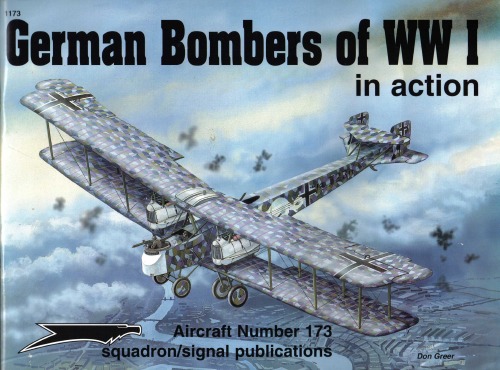 1173
German Bombers of WW I
in action
Aircraft Number 173
squadron/signal publications
Don Greer